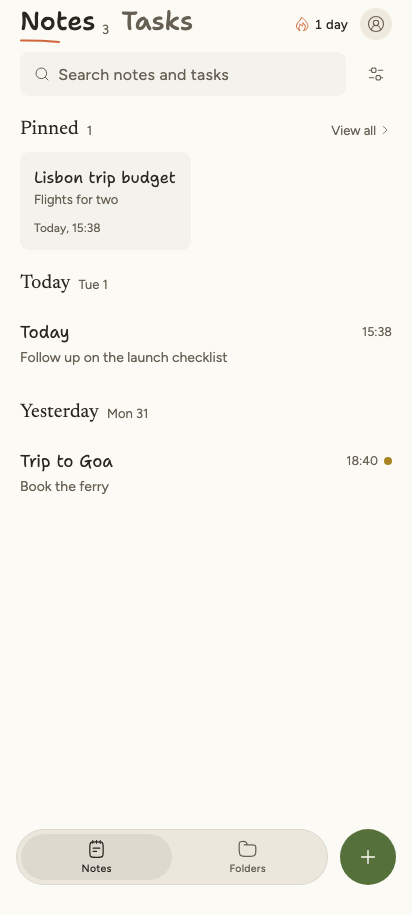 Notes 3 Tasks 1 day
Search notes and tasks
Pinned 1 View all
Lisbon trip budget
Flights for two
Today, 15:38
Today Tue 1
Today 15:38
Follow up on the launch checklist
Yesterday Mon 31
Trip to Goa 18:40
Book the ferry
Notes Folders